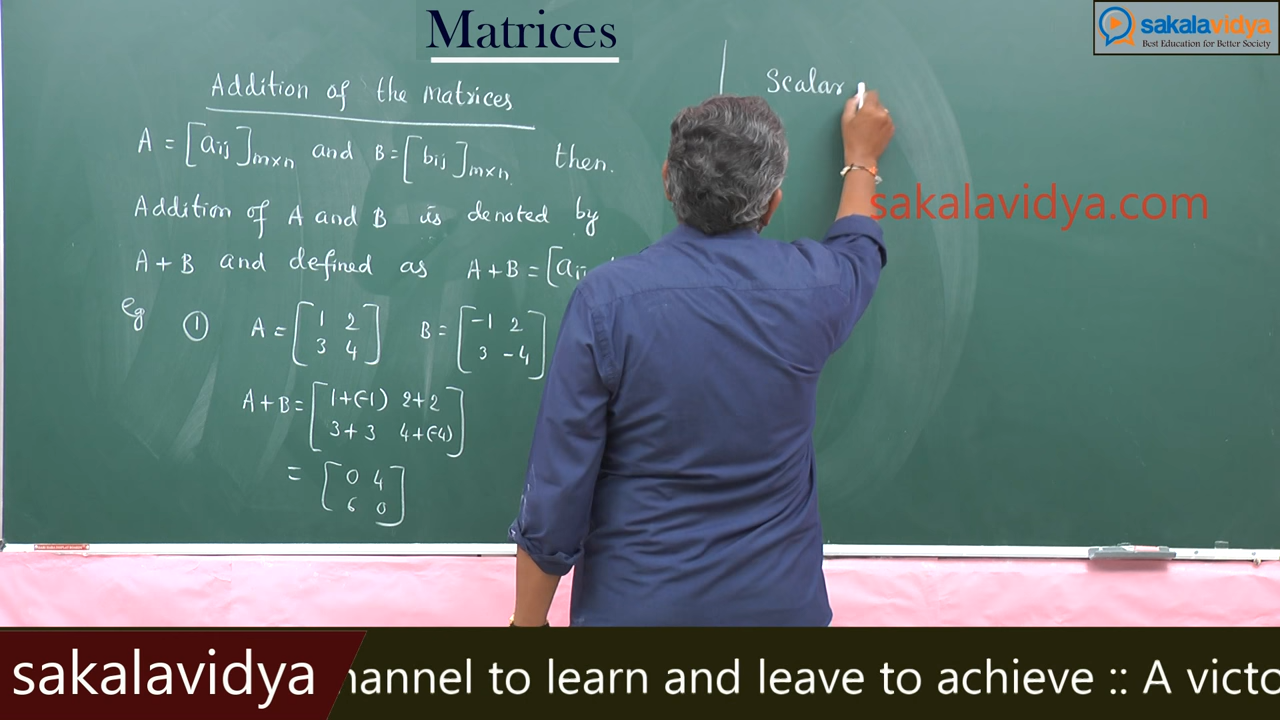 Matrices
sakalavidya
Best Education for Better Society
Addition of the Matrices
A = [aij]m×n and B = [bij]m×n. then.
Addition of A and B is denoted by
A + B and defined as A + B = [aij
eg ① A = [1 2 B = [-1 2
3 4] 3 -4]
A + B = [1+(-1) 2+2
3+3 4+(-4)]
= [0 4
6 0]
Scalar
sakalavidya.com
sakalavidya
hannel to learn and leave to achieve :: A victo